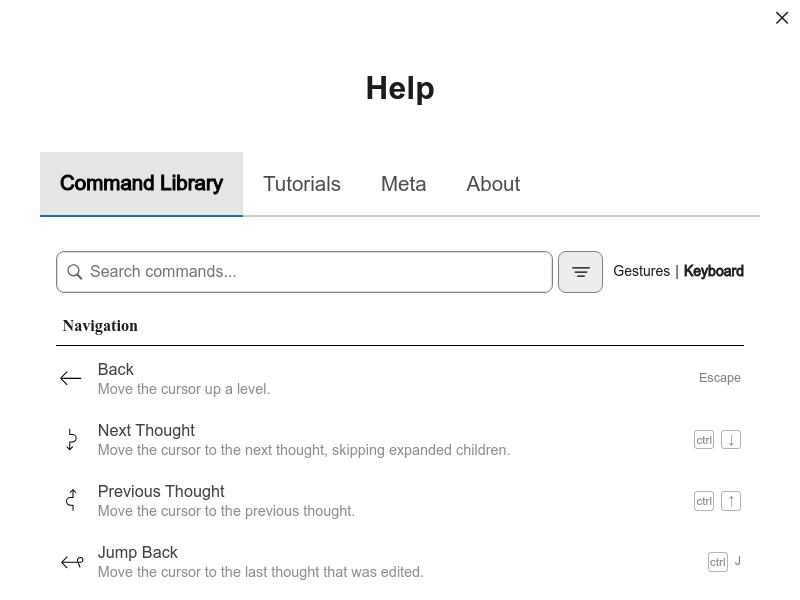 Help
Command Library Tutorials Meta About
Search commands... Gestures | Keyboard
Navigation
Back
Move the cursor up a level.
Escape
Next Thought
Move the cursor to the next thought, skipping expanded children.
ctrl ↓
Previous Thought
Move the cursor to the previous thought.
ctrl ↑
Jump Back
Move the cursor to the last thought that was edited.
ctrl J